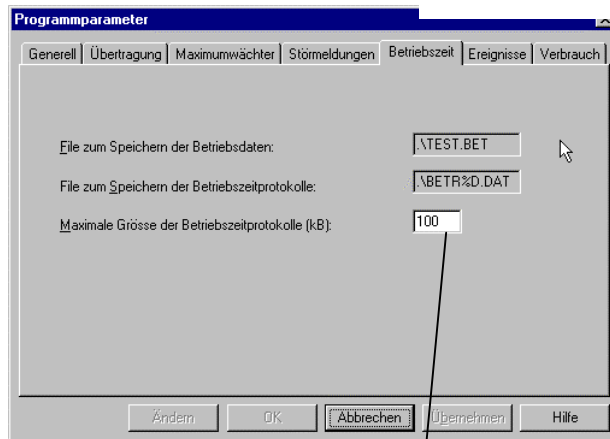 Programmparameter
Generell Übertragung Maximumwächter Störmeldungen Betriebszeit Ereignisse Verbrauch
File zum Speichern der Betriebsdaten: .\TEST.BET
File zum Speichern der Betriebszeitprotokolle: .\BETR%D.DAT
Maximale Grösse der Betriebszeitprotokolle (kB): 100
Ändern OK Abbrechen Übernehmen Hilfe